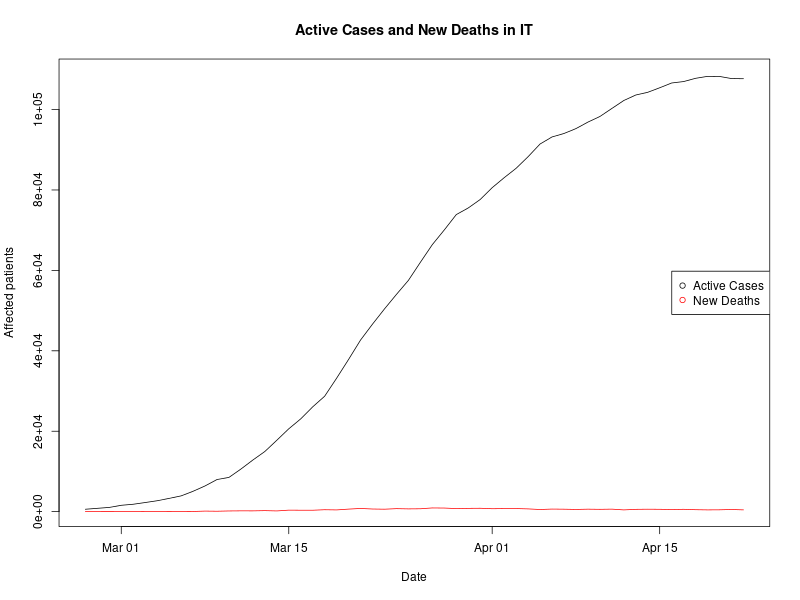 Active Cases and New Deaths in IT
Affected patients
1e+05
8e+04
6e+04
4e+04
2e+04
0e+00
Active Cases
New Deaths
Mar 01
Mar 15
Apr 01
Apr 15
Date